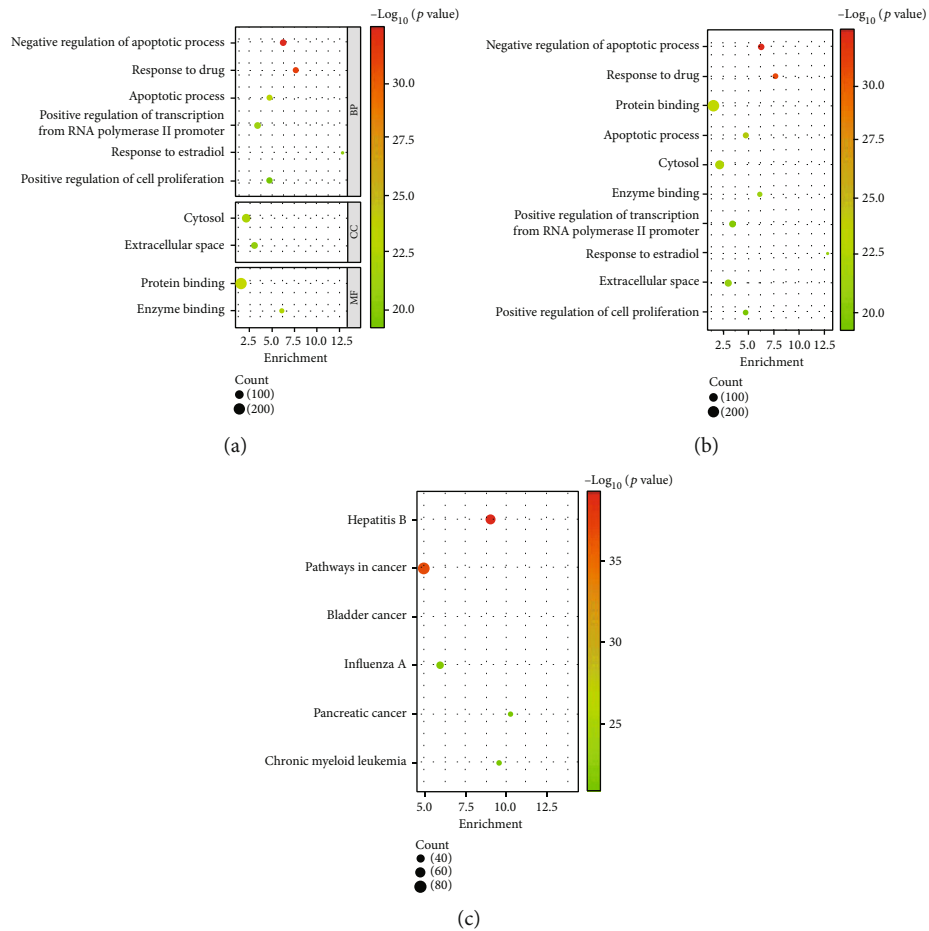 –Log10 (p value)
Negative regulation of apoptotic process
Response to drug
Apoptotic process
Positive regulation of transcription
from RNA polymerase II promoter
Response to estradiol
Positive regulation of cell proliferation
BP
Cytosol
Extracellular space
CC
Protein binding
Enzyme binding
MF
30.0
27.5
25.0
22.5
20.0
2.5 5.0 7.5 10.0 12.5
Enrichment
Count
(100)
(200)
(a)
–Log10 (p value)
Negative regulation of apoptotic process
Response to drug
Protein binding
Apoptotic process
Cytosol
Enzyme binding
Positive regulation of transcription
from RNA polymerase II promoter
Response to estradiol
Extracellular space
Positive regulation of cell proliferation
30.0
27.5
25.0
22.5
20.0
2.5 5.0 7.5 10.0 12.5
Enrichment
Count
(100)
(200)
(b)
–Log10 (p value)
Hepatitis B
Pathways in cancer
Bladder cancer
Influenza A
Pancreatic cancer
Chronic myeloid leukemia
35
30
25
5.0 7.5 10.0 12.5
Enrichment
Count
(40)
(60)
(80)
(c)